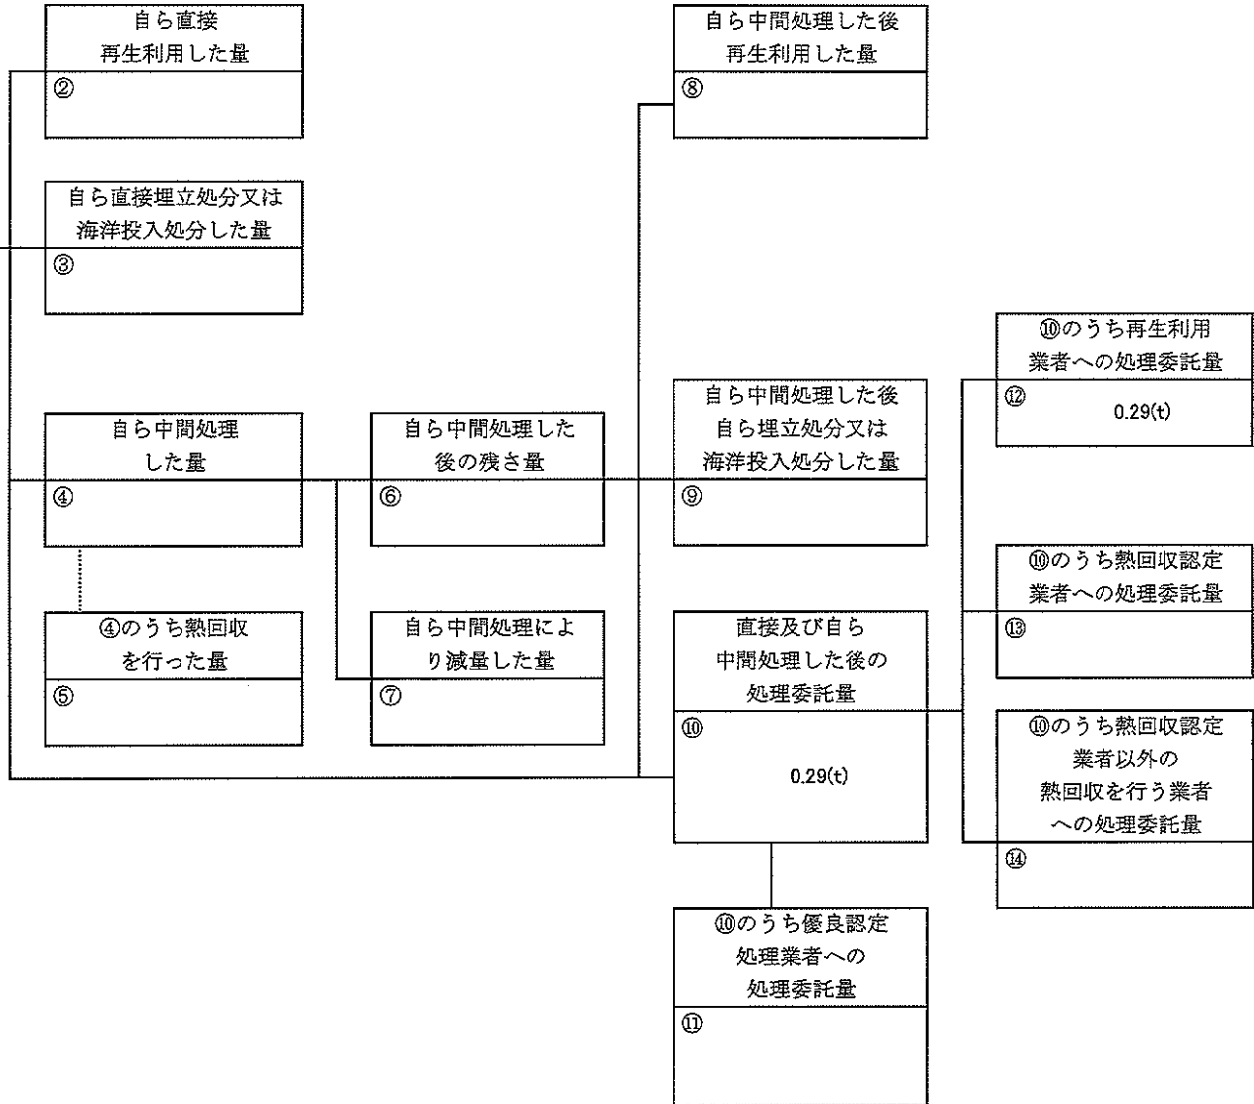 自ら直接
再生利用した量
②
自ら中間処理した後
再生利用した量
⑧
自ら直接埋立処分又は
海洋投入処分した量
③
⑩のうち再生利用
業者への処理委託量
⑫
0.29(t)
自ら中間処理
した量
④
自ら中間処理した
後の残さ量
⑥
自ら中間処理した後
自ら埋立処分又は
海洋投入処分した量
⑨
⑩のうち熱回収認定
業者への処理委託量
⑬
④のうち熱回収
を行った量
⑤
自ら中間処理によ
り減量した量
⑦
直接及び自ら
中間処理した後の
処理委託量
⑩
0.29(t)
⑩のうち熱回収認定
業者以外の
熱回収を行う業者
への処理委託量
⑭
⑩のうち優良認定
処理業者への
処理委託量
⑪